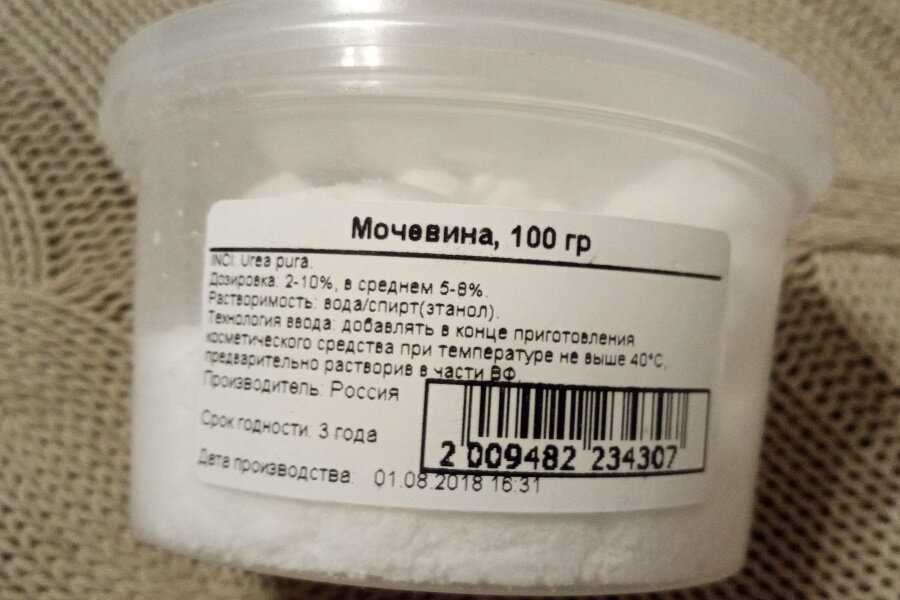 Мочевина, 100 гр
INCI: Urea pura.
Дозировка: 2-10%, в среднем 5-8%.
Растворимость: вода/спирт(этанол).
Технология ввода: добавлять в конце приготовления
косметического средства при температуре не выше 40°C,
предварительно растворив в части ВФ.
Производитель: Россия
Срок годности: 3 года
2 009482 234307
Дата производства: 01.08.2018 16:31